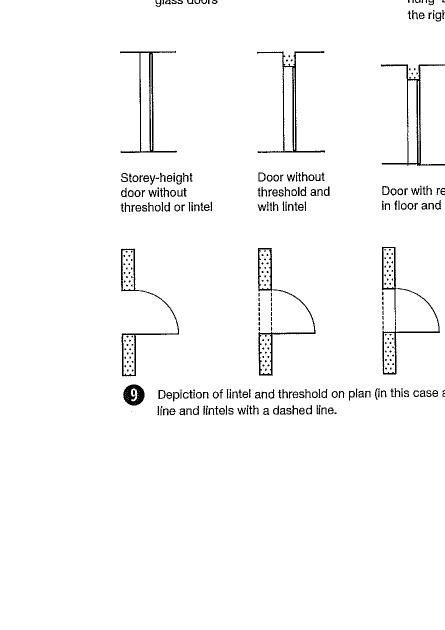 glass doors
the righ
Storey-height
door without
threshold or lintel
Door without
threshold and
with lintel
Door with re
in floor and
9 Depiction of lintel and threshold on plan (in this case a
line and lintels with a dashed line.